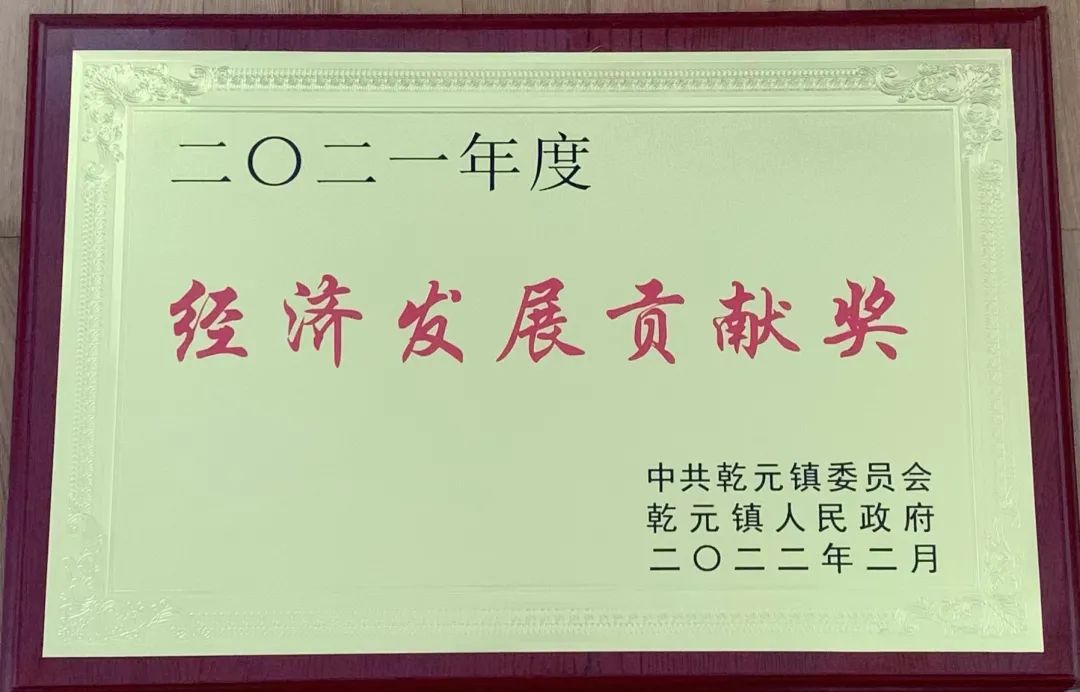 二〇二一年度
经济发展贡献奖
中共乾元镇委员会
乾元镇人民政府
二〇二二年二月